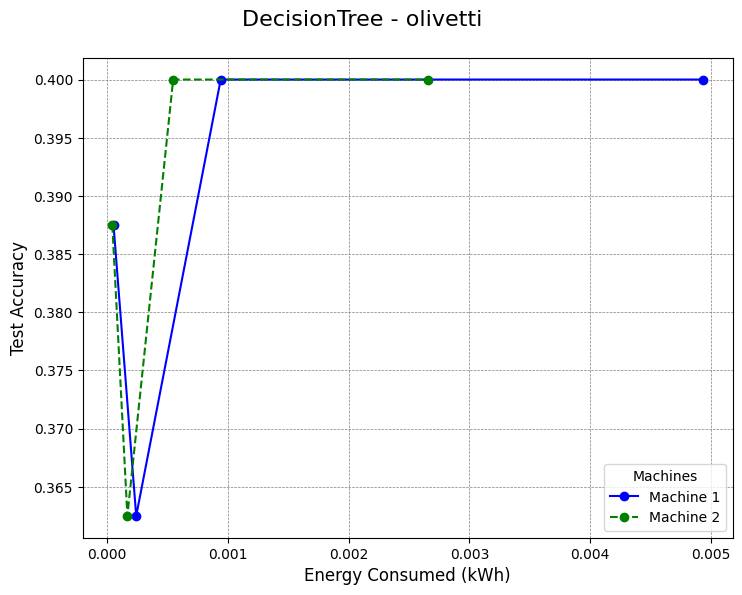 DecisionTree - olivetti
0.400
0.395
0.390
0.385
0.380
0.375
0.370
0.365
Test Accuracy
Machines
Machine 1
Machine 2
0.000 0.001 0.002 0.003 0.004 0.005
Energy Consumed (kWh)